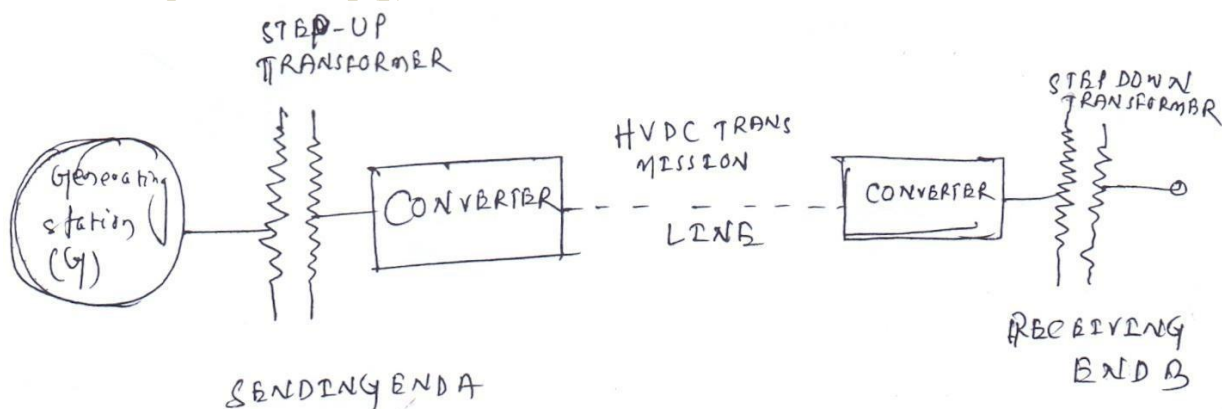 STEP-UP
TRANSFORMER
Generating
station
(G)
CONVERTER
HVDC TRANS
MISSION
LINE
CONVERTER
STEP DOWN
TRANSFORMER
SENDING END A
RECEIVING
END B